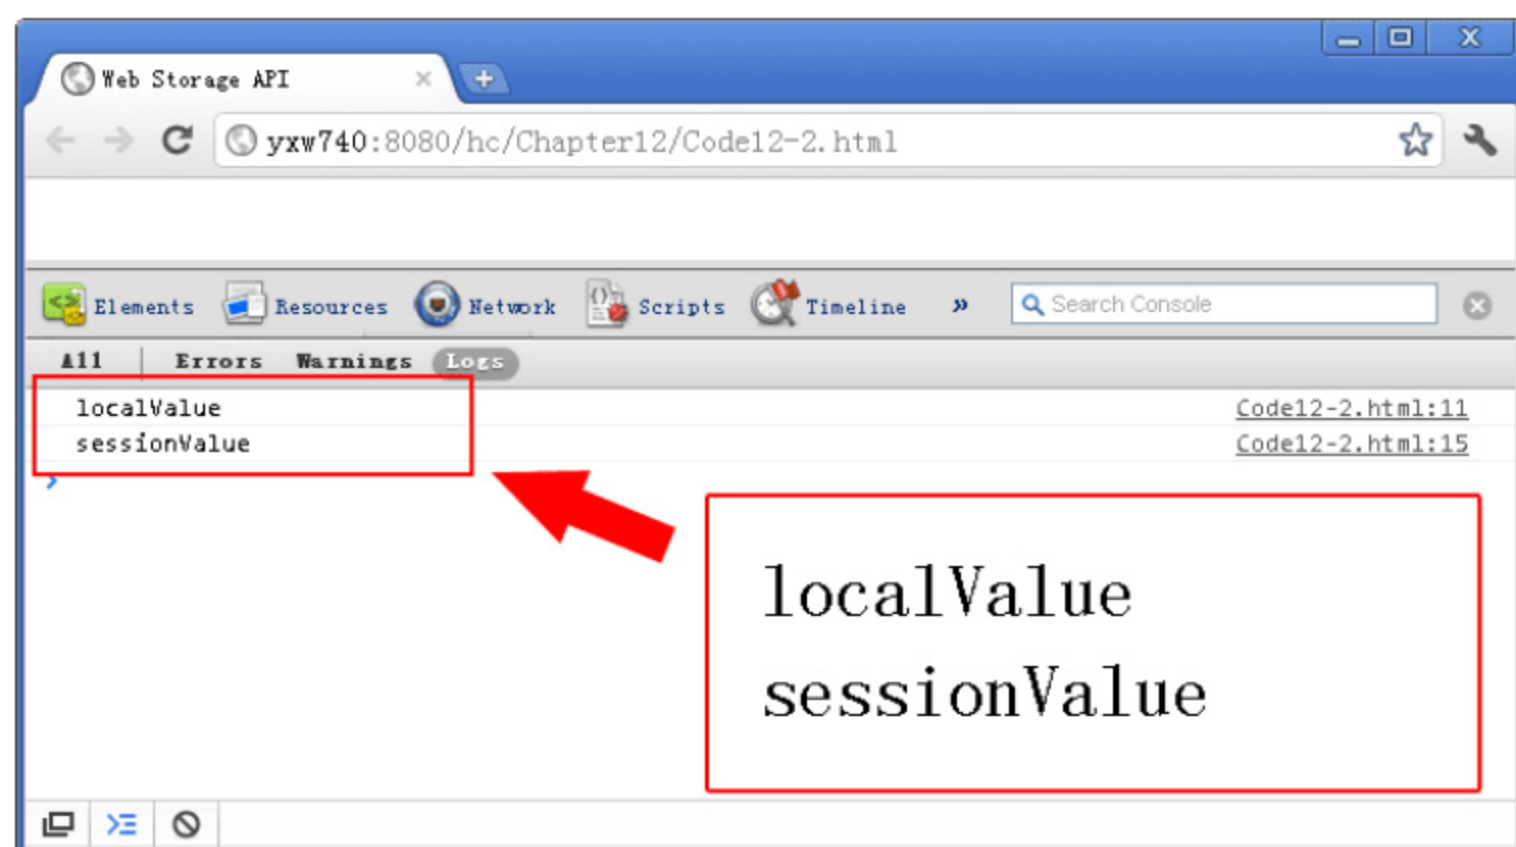 Web Storage API
yxw740:8080/hc/Chapter12/Code12-2.html
Elements Resources Network Scripts Timeline » Search Console
All Errors Warnings Logs
localValue Code12-2.html:11
sessionValue Code12-2.html:15
localValue
sessionValue